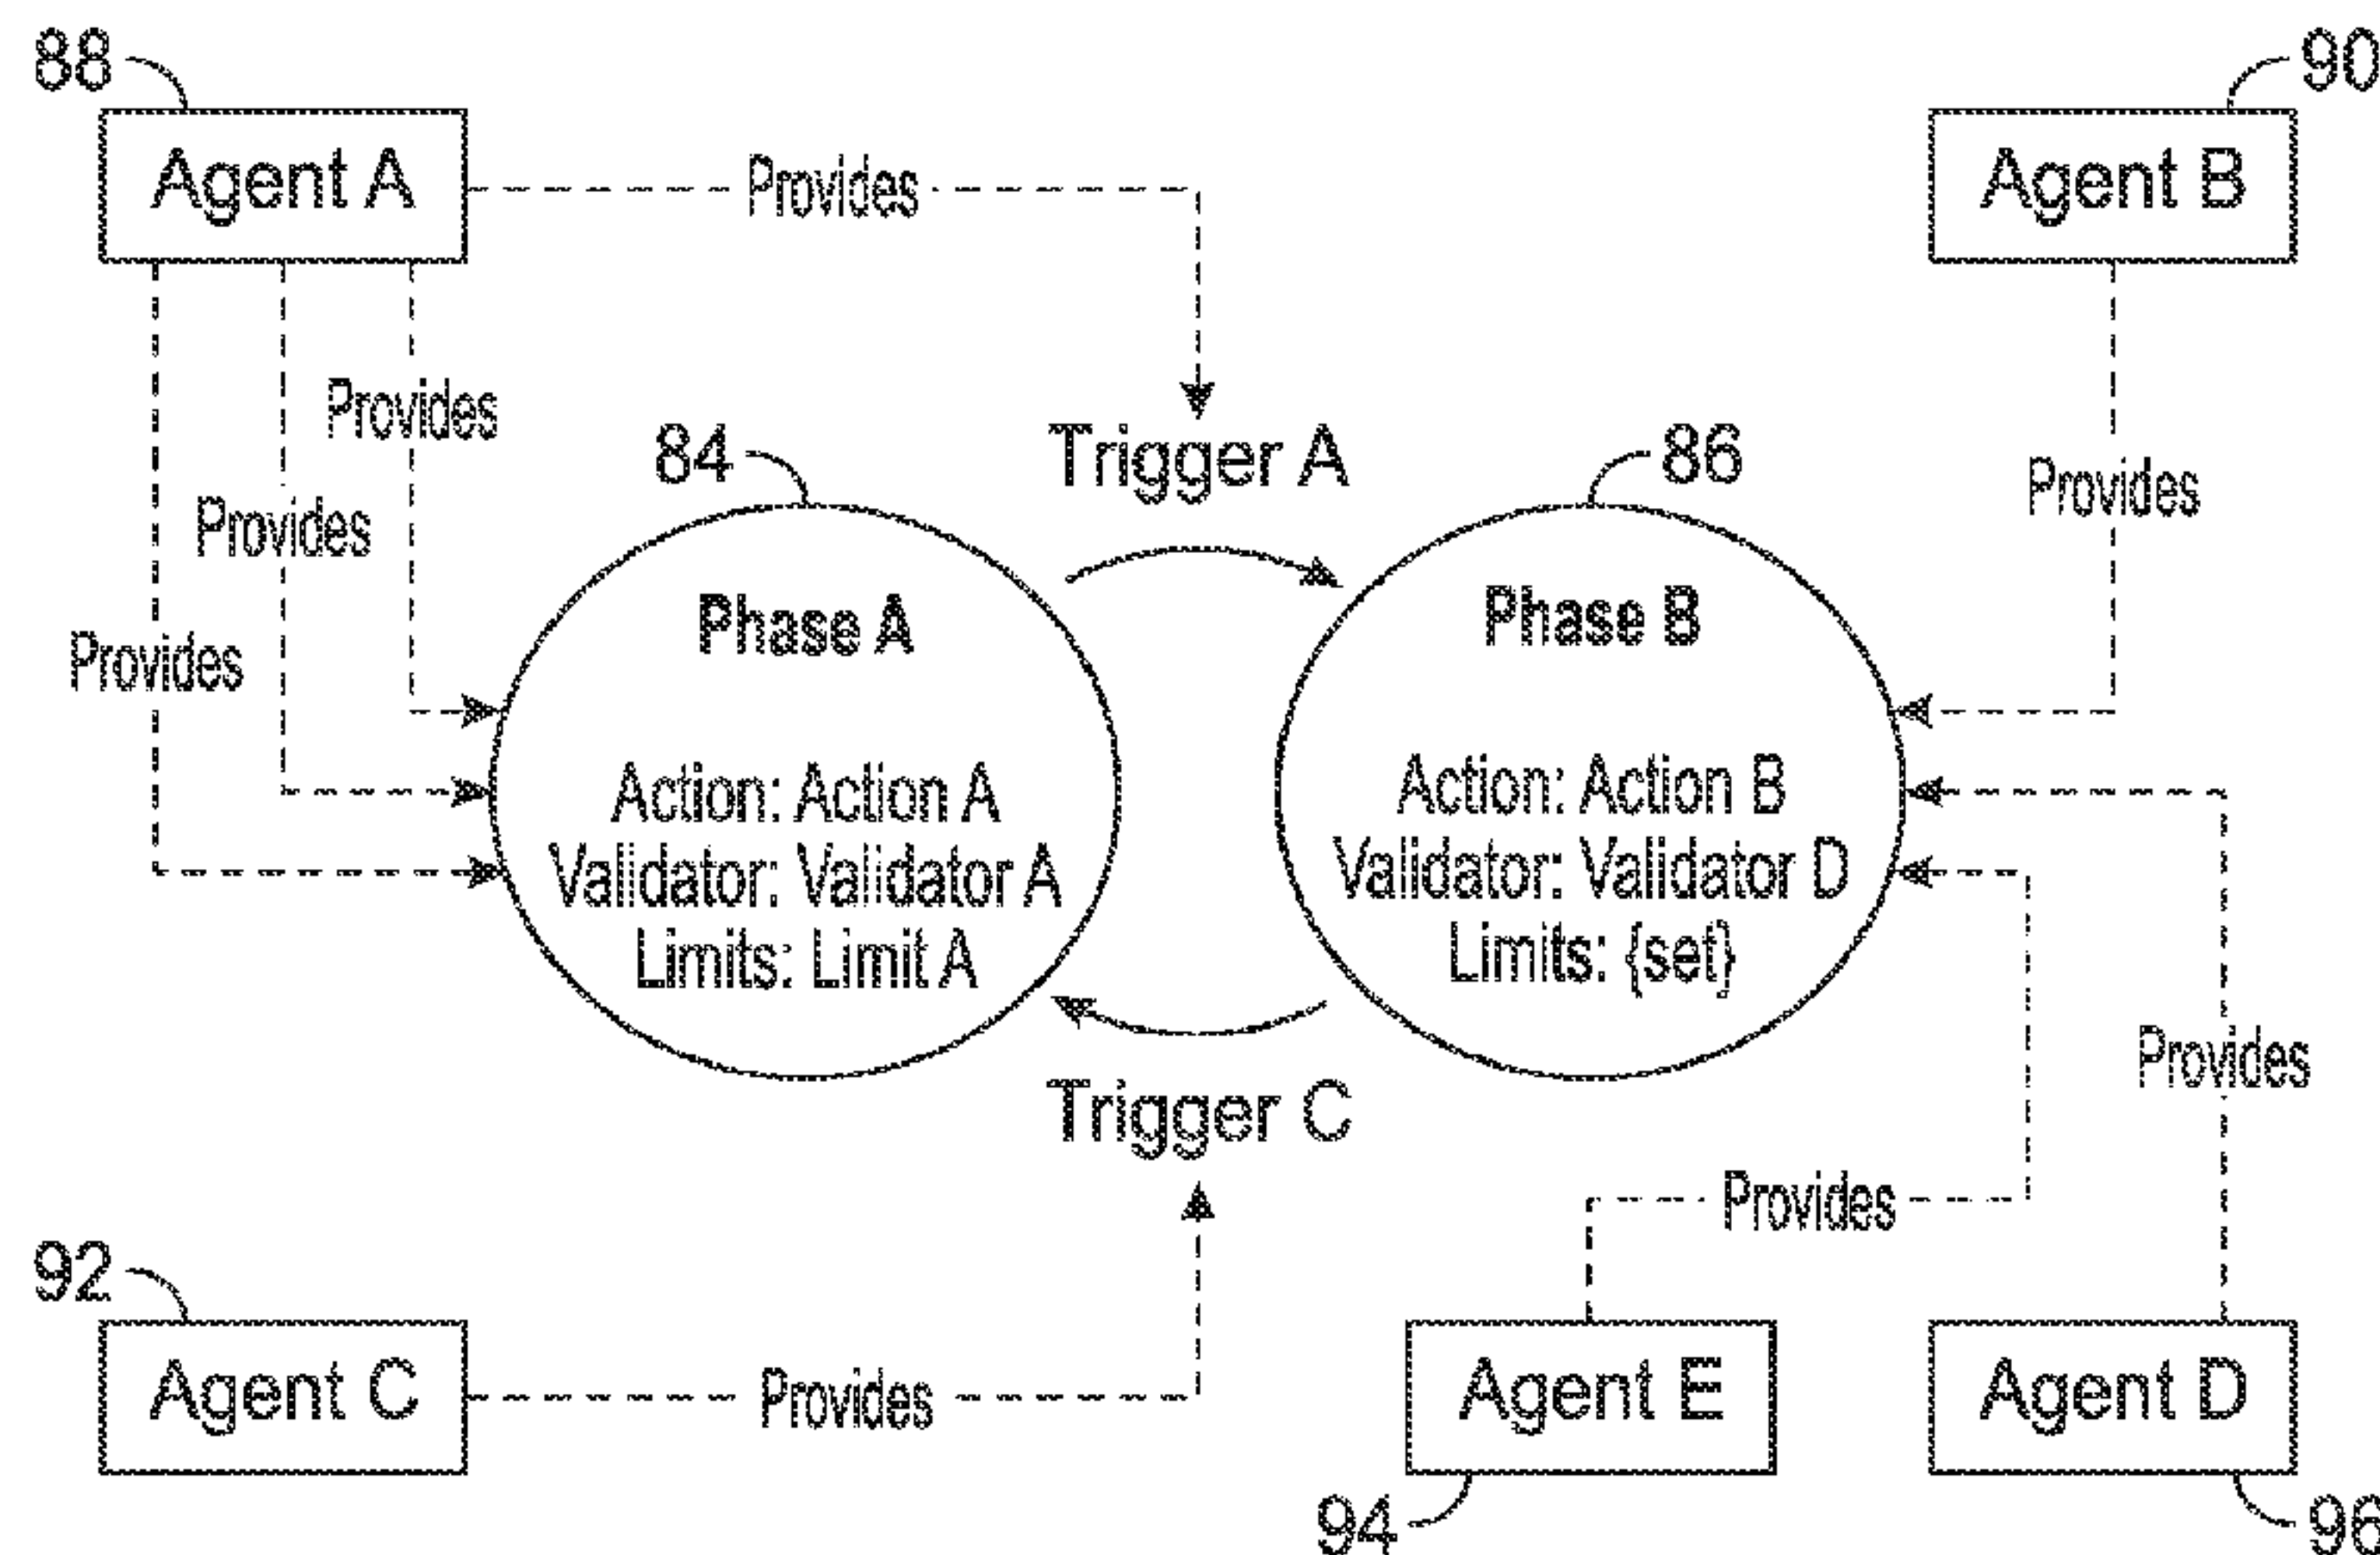 88
90
Agent A
Provides
Agent B
Provides
84
Trigger A
86
Provides
Provides
Phase A
Phase B
Provides
Action: Action A
Validator: Validator A
Limits: Limit A
Action: Action B
Validator: Validator D
Limits: {set}
Trigger C
Provides
Provides
92
Agent C
Provides
Agent E
Agent D
94
96